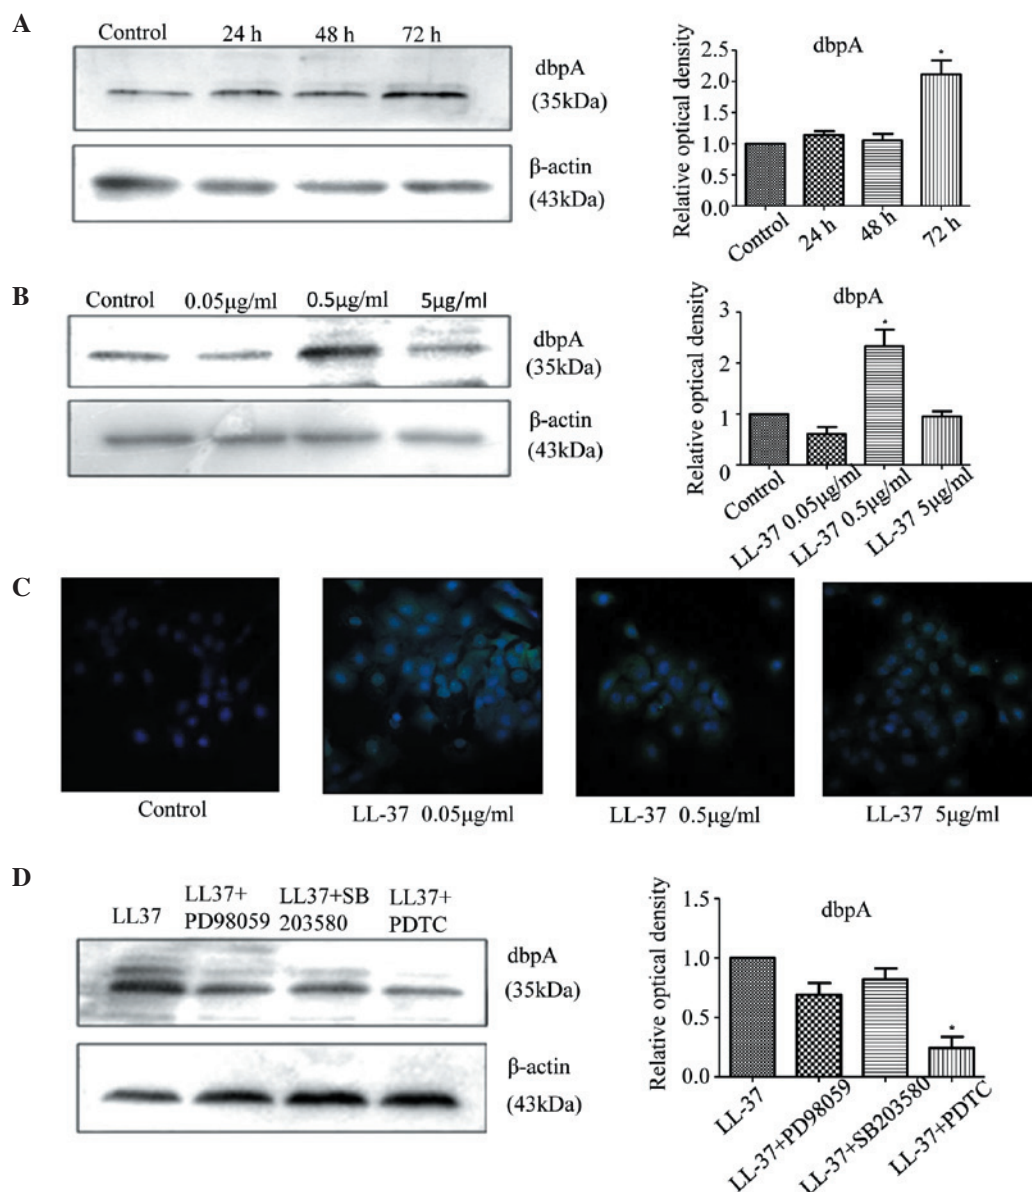 A
Control 24 h 48 h 72 h
dbpA
(35kDa)
β-actin
(43kDa)
dbpA
Relative optical density
2.5
2.0
1.5
1.0
0.5
0.0
*
Control 24 h 48 h 72 h
B
Control 0.05μg/ml 0.5μg/ml 5μg/ml
dbpA
(35kDa)
β-actin
(43kDa)
dbpA
Relative optical density
3
2
1
0
*
Control LL-37 0.05μg/ml LL-37 0.5μg/ml LL-37 5μg/ml
C
Control LL-37 0.05μg/ml LL-37 0.5μg/ml LL-37 5μg/ml
D
LL37 LL37+ LL37+SB LL37+
PD98059 203580 PDTC
dbpA
(35kDa)
β-actin
(43kDa)
dbpA
Relative optical density
1.5
1.0
0.5
0.0
*
LL-37 LL-37+PD98059 LL-37+SB203580 LL-37+PDTC